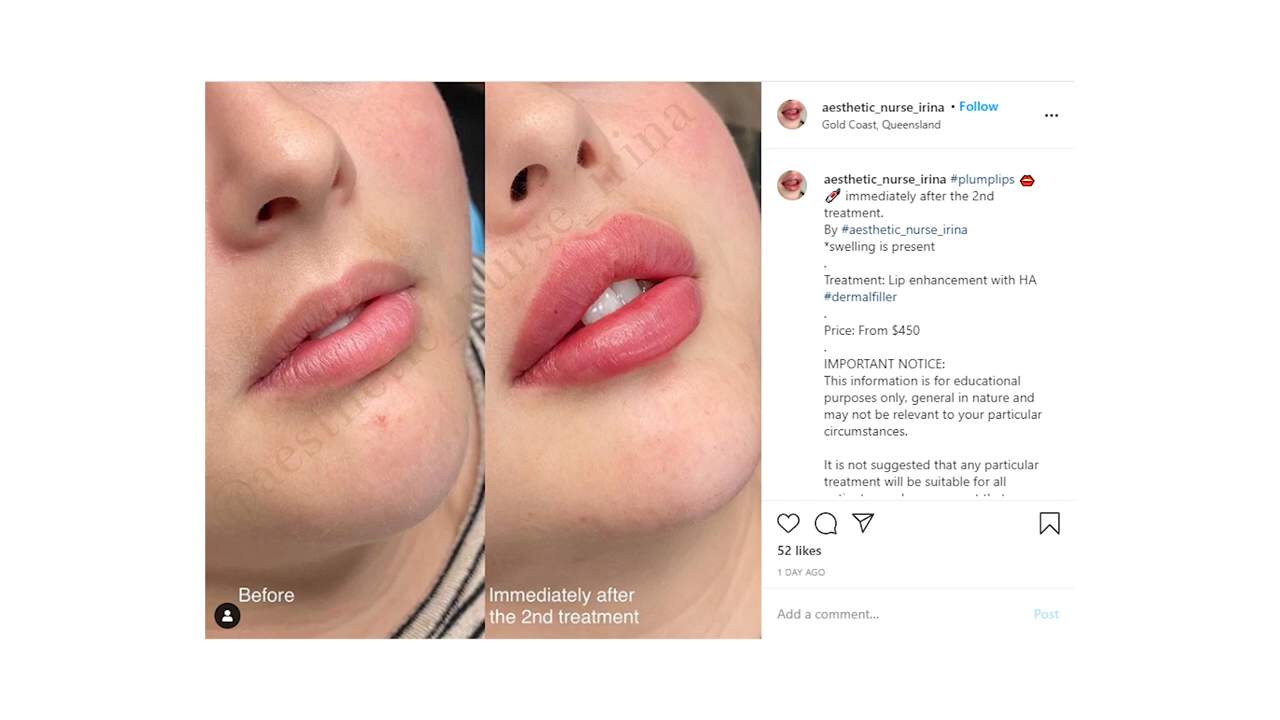 @aesthetic_nurse_irina
Before
Immediately after
the 2nd treatment
aesthetic_nurse_irina • Follow
Gold Coast, Queensland
aesthetic_nurse_irina #plumplips 👄
💉 immediately after the 2nd
treatment.
By #aesthetic_nurse_irina
*swelling is present
.
Treatment: Lip enhancement with HA
#dermalfiller
.
Price: From $450
.
IMPORTANT NOTICE:
This information is for educational
purposes only, general in nature and
may not be relevant to your particular
circumstances.
It is not suggested that any particular
treatment will be suitable for all
52 likes
1 DAY AGO
Add a comment...
Post